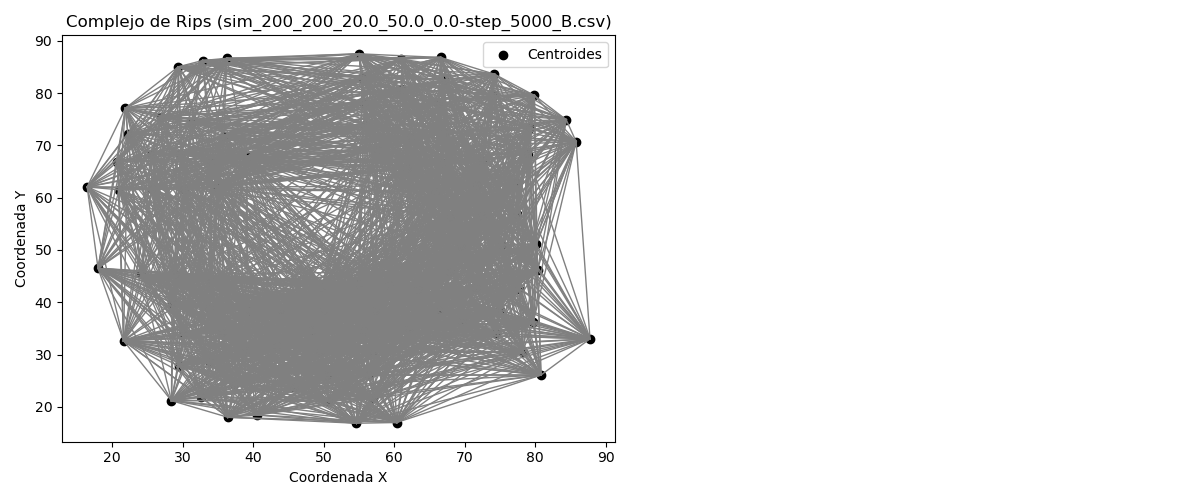 Complejo de Rips (sim_200_200_20.0_50.0_0.0-step_5000_B.csv)
Centroides
90
80
70
60
50
40
30
20
Coordenada Y
20 30 40 50 60 70 80 90
Coordenada X